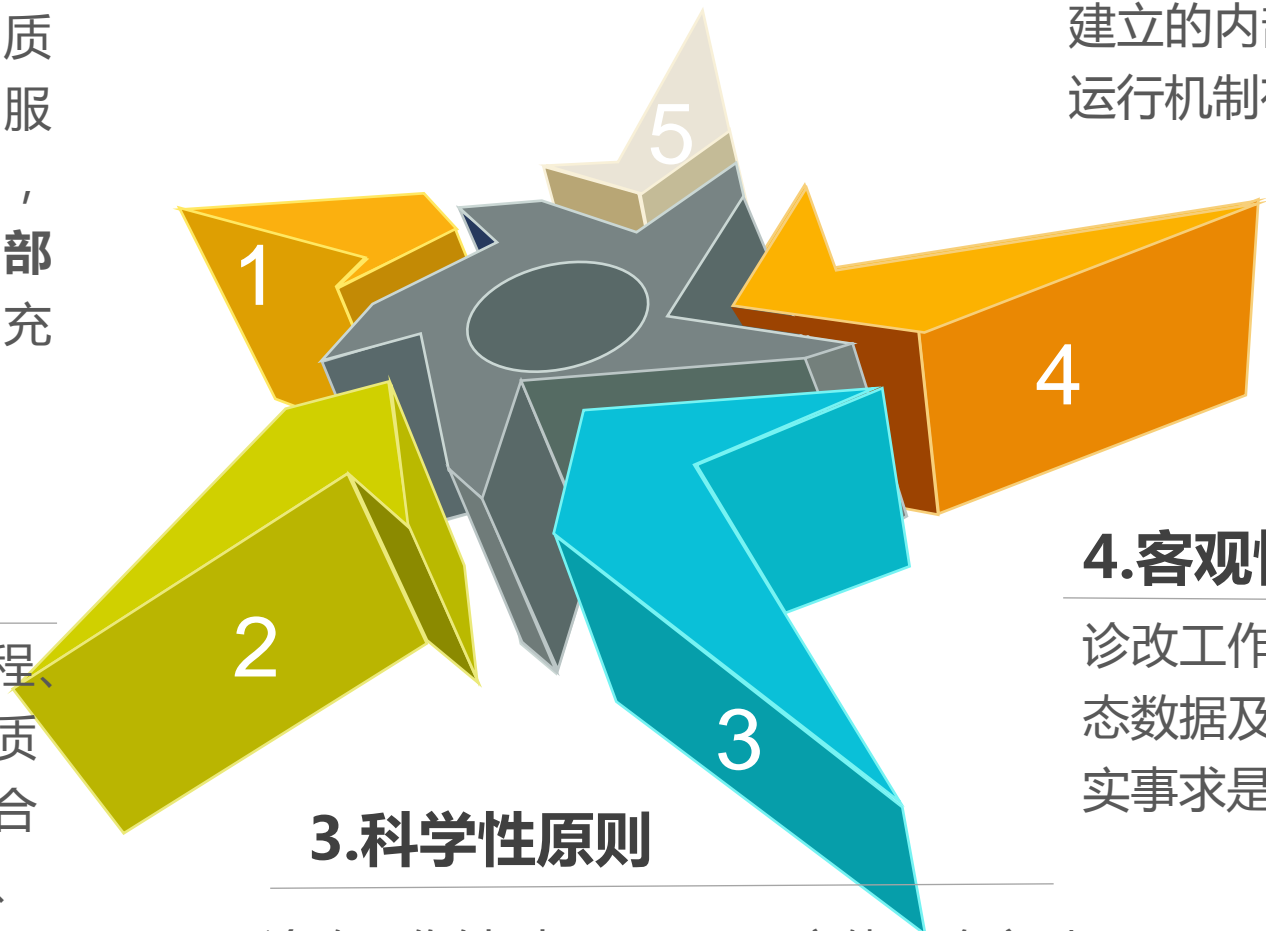 质
服
，
部
充
建立的内
运行机制
5
1
4
2
3
程、
质
合
、
3.科学性原则
4.客观
诊改工作
态数据及
实事求是